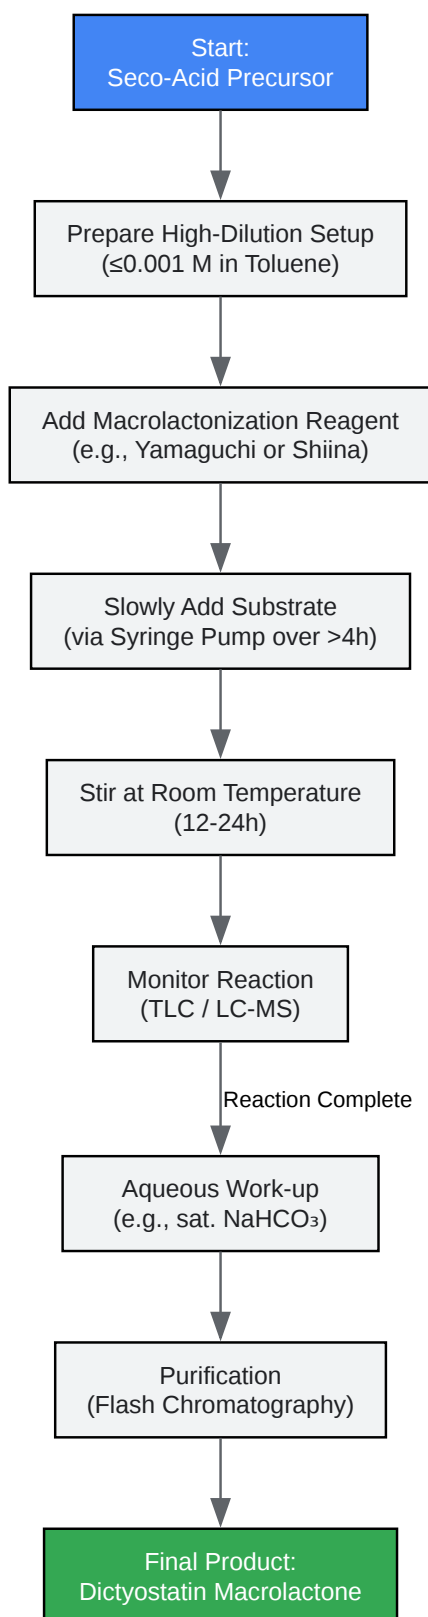 Start:
Seco-Acid Precursor
Prepare High-Dilution Setup
(≤0.001 M in Toluene)
Add Macrolactonization Reagent
(e.g., Yamaguchi or Shiina)
Slowly Add Substrate
(via Syringe Pump over >4h)
Stir at Room Temperature
(12-24h)
Monitor Reaction
(TLC / LC-MS)
Reaction Complete
Aqueous Work-up
(e.g., sat. NaHCO₃)
Purification
(Flash Chromatography)
Final Product:
Dictyostatin Macrolactone